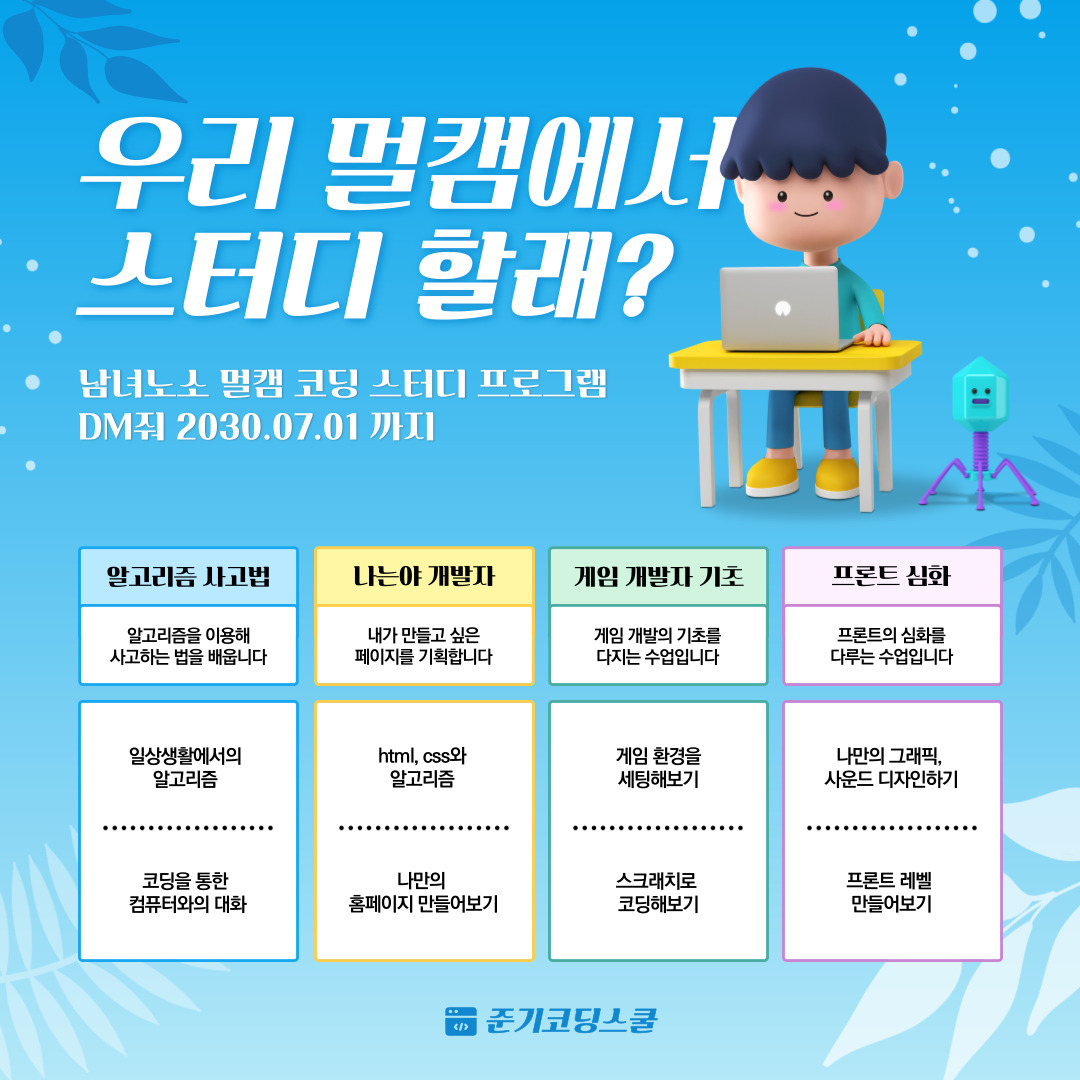 우리 멀캠에서
스터디 할래?
남녀노소 멀캠 코딩 스터디 프로그램
DM줘 2030.07.01 까지
알고리즘 사고법
알고리즘을 이용해
사고하는 법을 배웁니다
일상생활에서의
알고리즘
코딩을 통한
컴퓨터와의 대화
나는야 개발자
내가 만들고 싶은
페이지를 기획합니다
html, css와
알고리즘
나만의
홈페이지 만들어보기
게임 개발자 기초
게임 개발의 기초를
다지는 수업입니다
게임 환경을
세팅해보기
스크래치로
코딩해보기
프론트 심화
프론트의 심화를
다루는 수업입니다
나만의 그래픽,
사운드 디자인하기
프론트 레벨
만들어보기
준기코딩스쿨